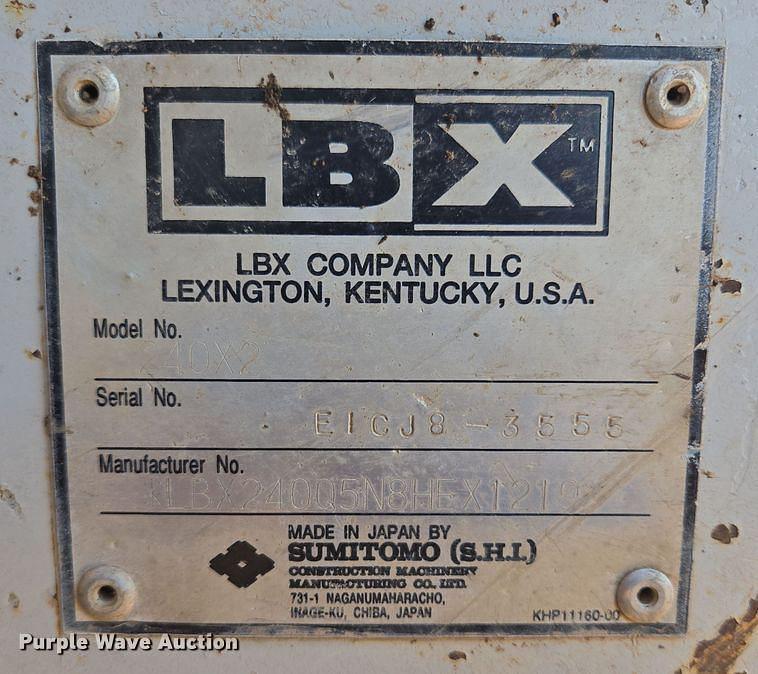 LBX™
LBX COMPANY LLC
LEXINGTON, KENTUCKY, U.S.A.
Model No.
240X2
Serial No.
EICJ8-3555
Manufacturer No.
MADE IN JAPAN BY
SUMITOMO (S.H.I.)
CONSTRUCTION MACHINERY
MANUFACTURING CO., LTD.
731-1 NAGANUMAHARACHO,
INAGE-KU, CHIBA, JAPAN
KHP11160-00
Purple Wave Auction